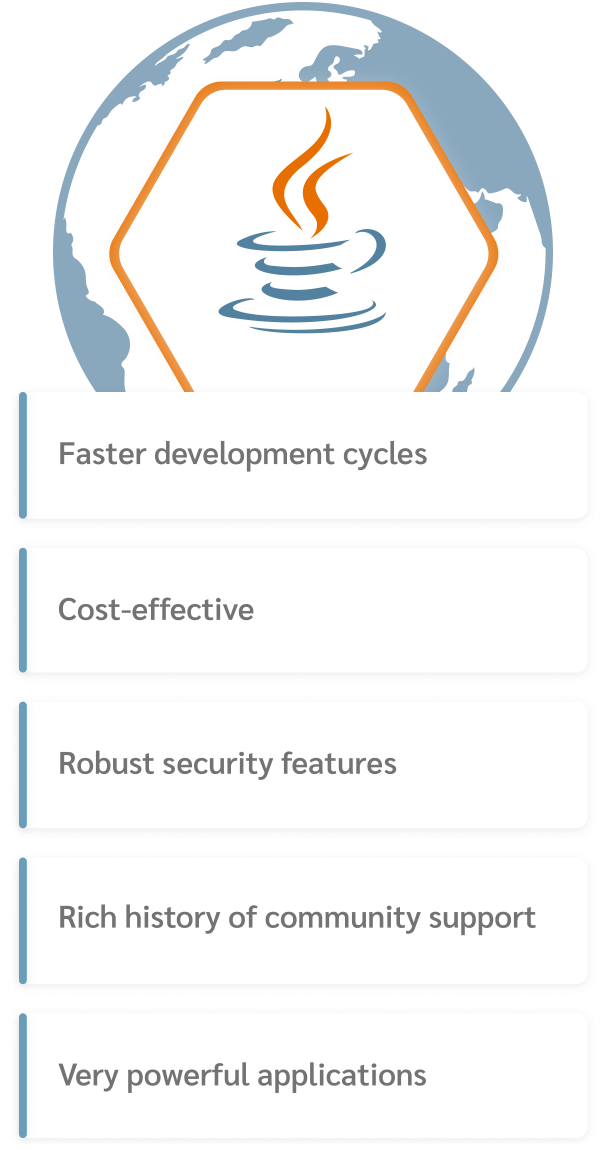 Faster development cycles
Cost-effective
Robust security features
Rich history of community support
Very powerful applications